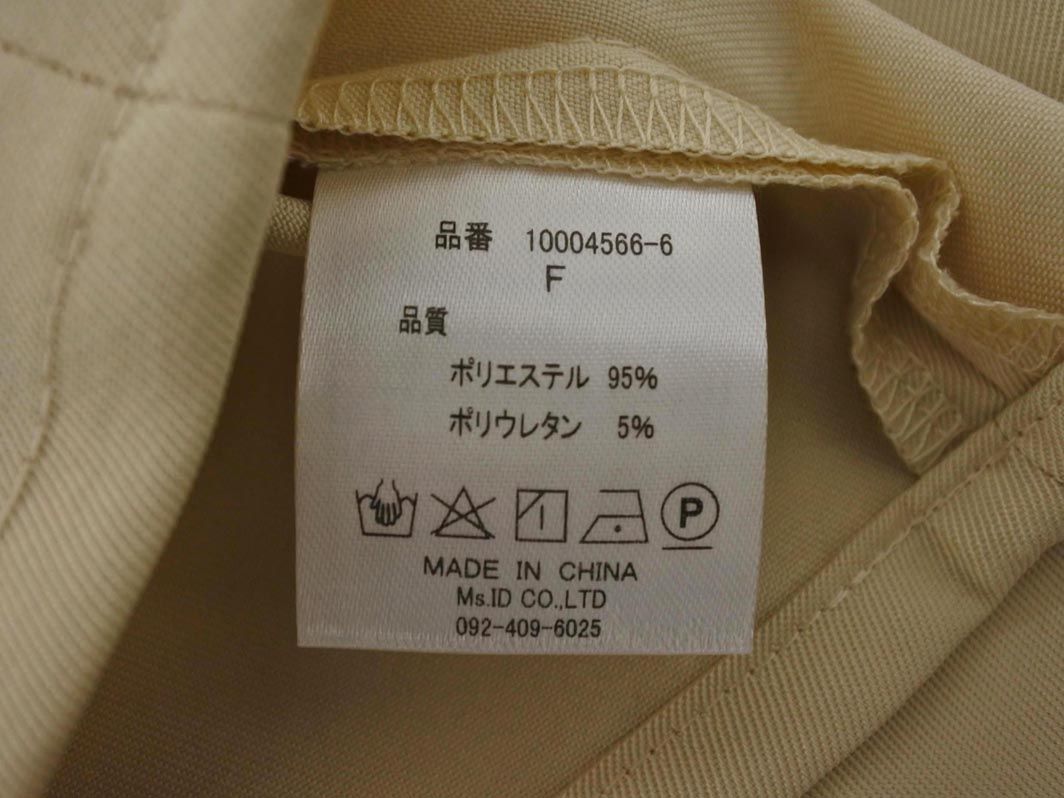 品番 10004566-6
F
品質
ポリエステル 95%
ポリウレタン 5%
P
MADE IN CHINA
Ms.ID CO.,LTD
092-409-6025